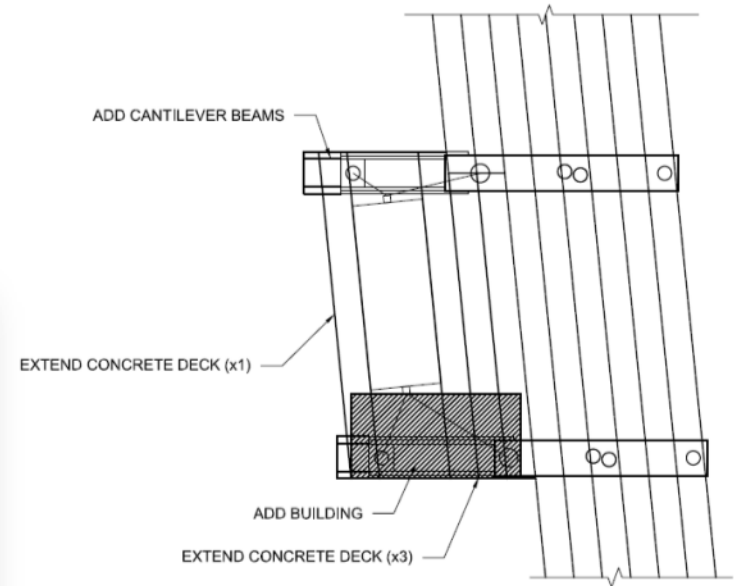 ADD CANTILEVER BEAMS
EXTEND CONCRETE DECK (x1)
ADD BUILDING
EXTEND CONCRETE DECK (x3)